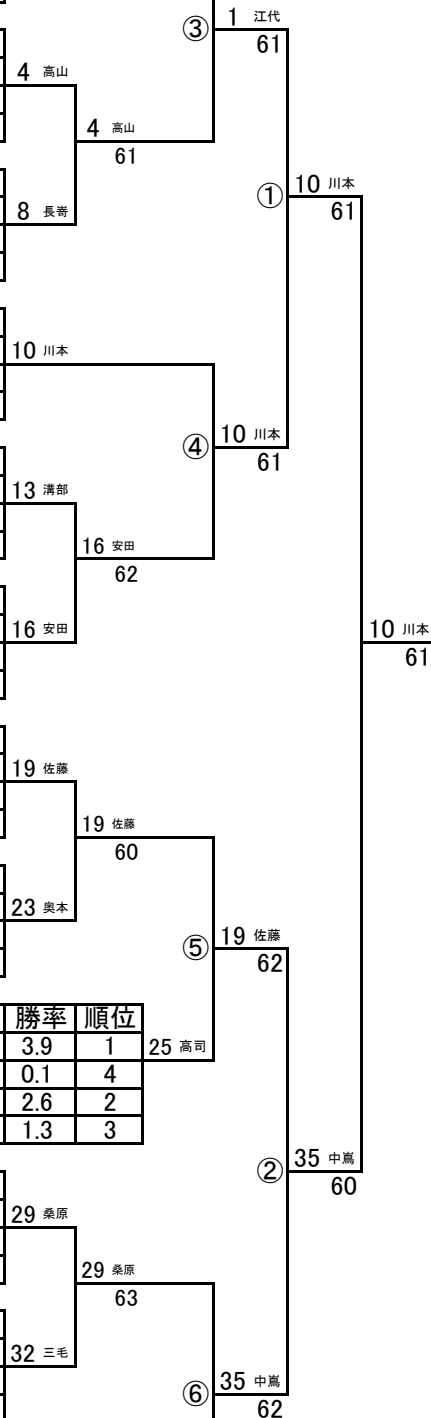 ③ 1 江代
61
4 高山
4 高山
61
① 10 川本
61
8 長嵜
10 川本
④ 10 川本
61
13 溝部
16 安田
62
16 安田
10 川本
61
19 佐藤
19 佐藤
60
23 奥本
⑤ 19 佐藤
62
勝率 順位
3.9 1 25 高司
0.1 4
2.6 2
1.3 3
② 35 中嶌
60
29 桑原
29 桑原
63
32 三毛
⑥ 35 中嶌
62